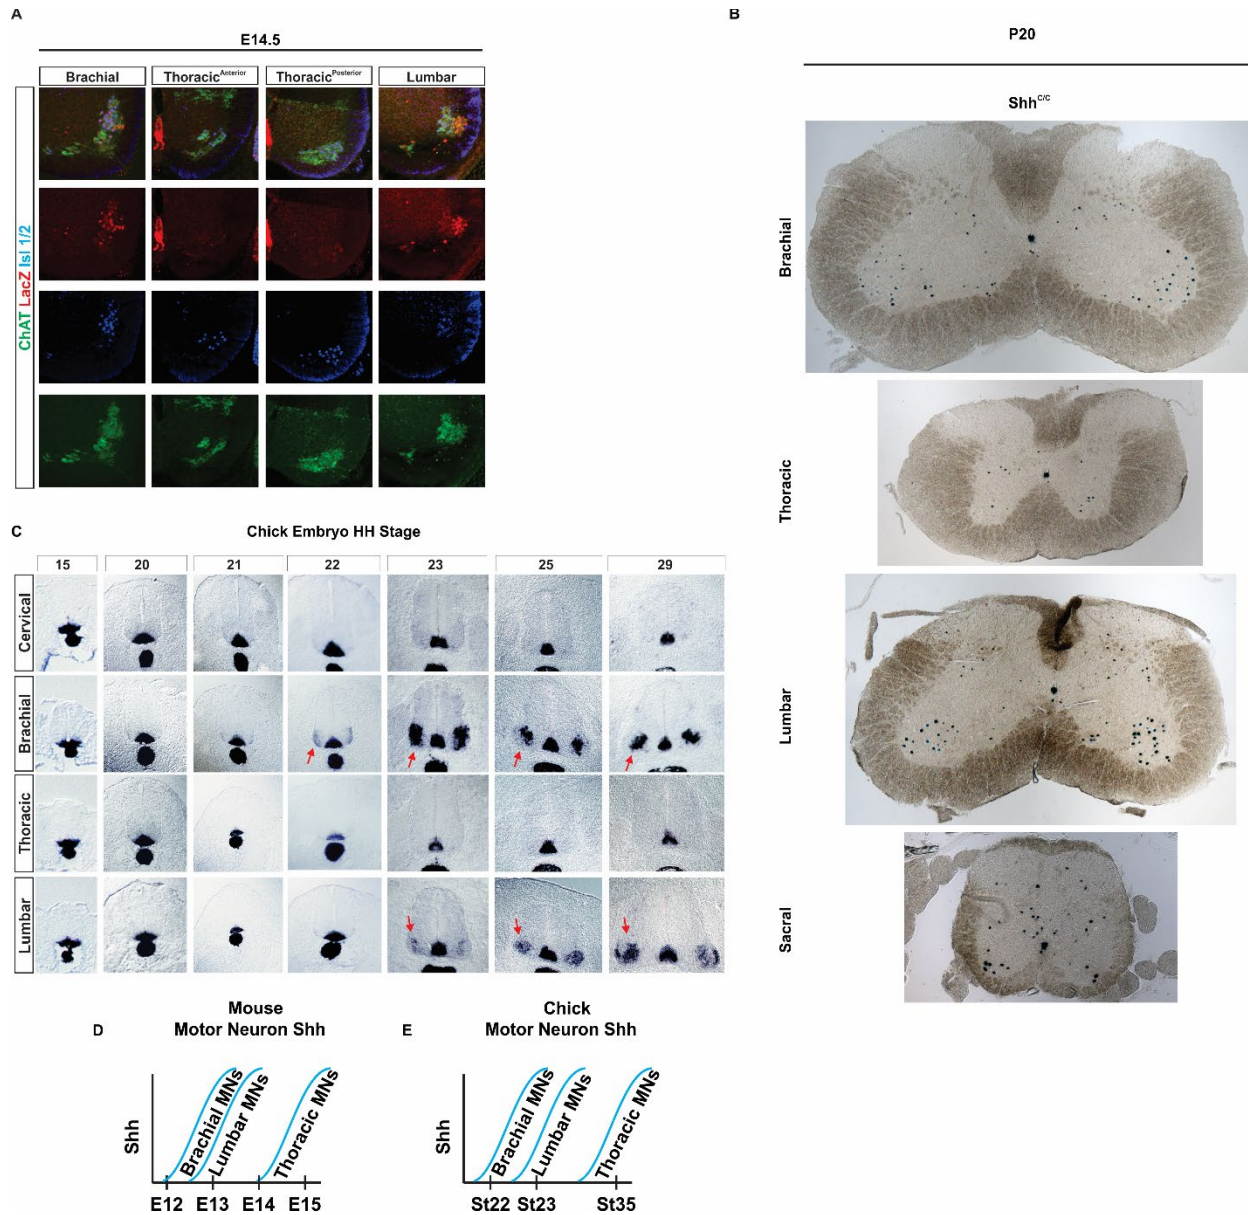 A
E14.5
Brachial
Thoracic^Anterior
Thoracic^Posterior
Lumbar
ChAT LacZ Isl 1/2
B
P20
Shh^C/C
Brachial
Thoracic
Lumbar
Sacral
C
Chick Embryo HH Stage
15 20 21 22 23 25 29
Cervical
Brachial
Thoracic
Lumbar
D
Mouse
Motor Neuron Shh
Shh
Brachial MNs
Lumbar MNs
Thoracic MNs
E12 E13 E14 E15
E
Chick
Motor Neuron Shh
Shh
Brachial MNs
Lumbar MNs
Thoracic MNs
St22 St23 St35